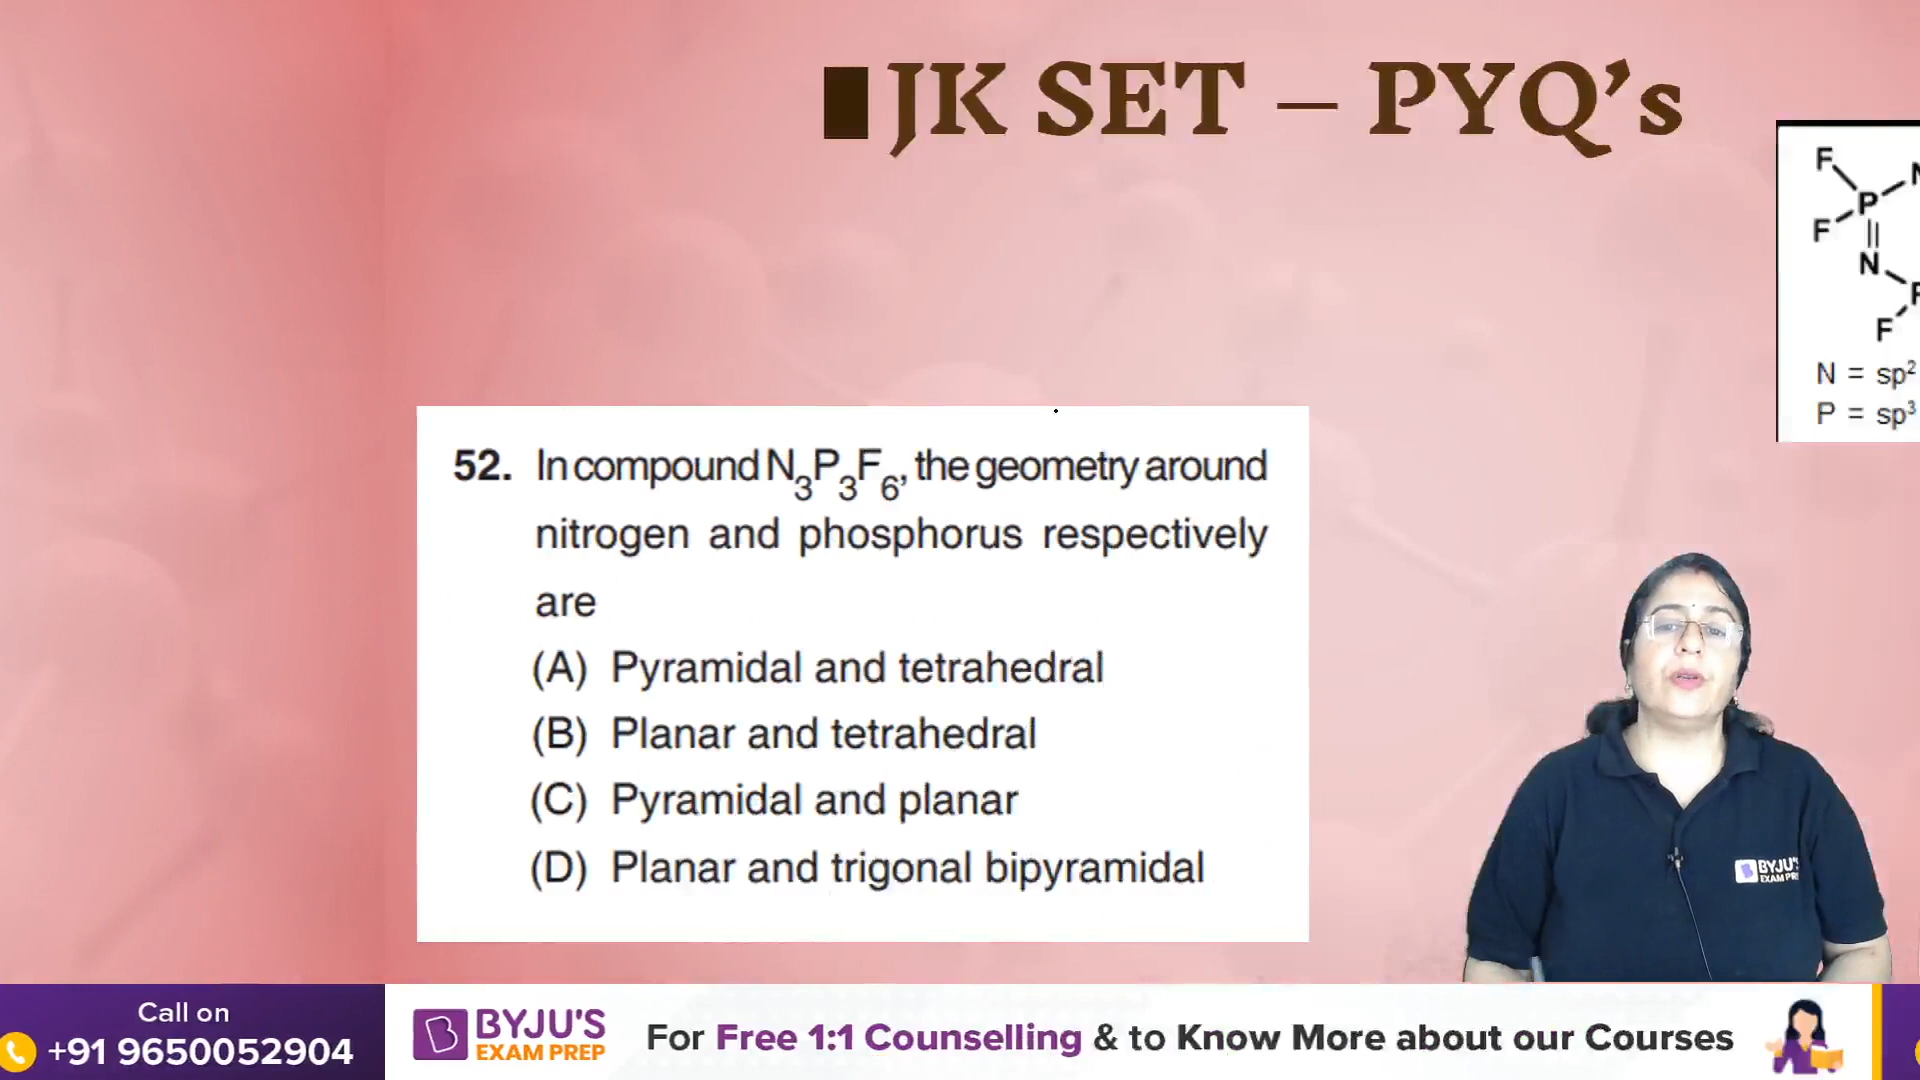 JK SET – PYQ's
F
P
F
N
F
N = sp²
P = sp³
52. In compound N₃P₃F₆, the geometry around
nitrogen and phosphorus respectively
are
(A) Pyramidal and tetrahedral
(B) Planar and tetrahedral
(C) Pyramidal and planar
(D) Planar and trigonal bipyramidal
BYJU'S
EXAM PRE
Call on
+91 9650052904
BYJU'S
EXAM PREP
For Free 1:1 Counselling & to Know More about our Courses